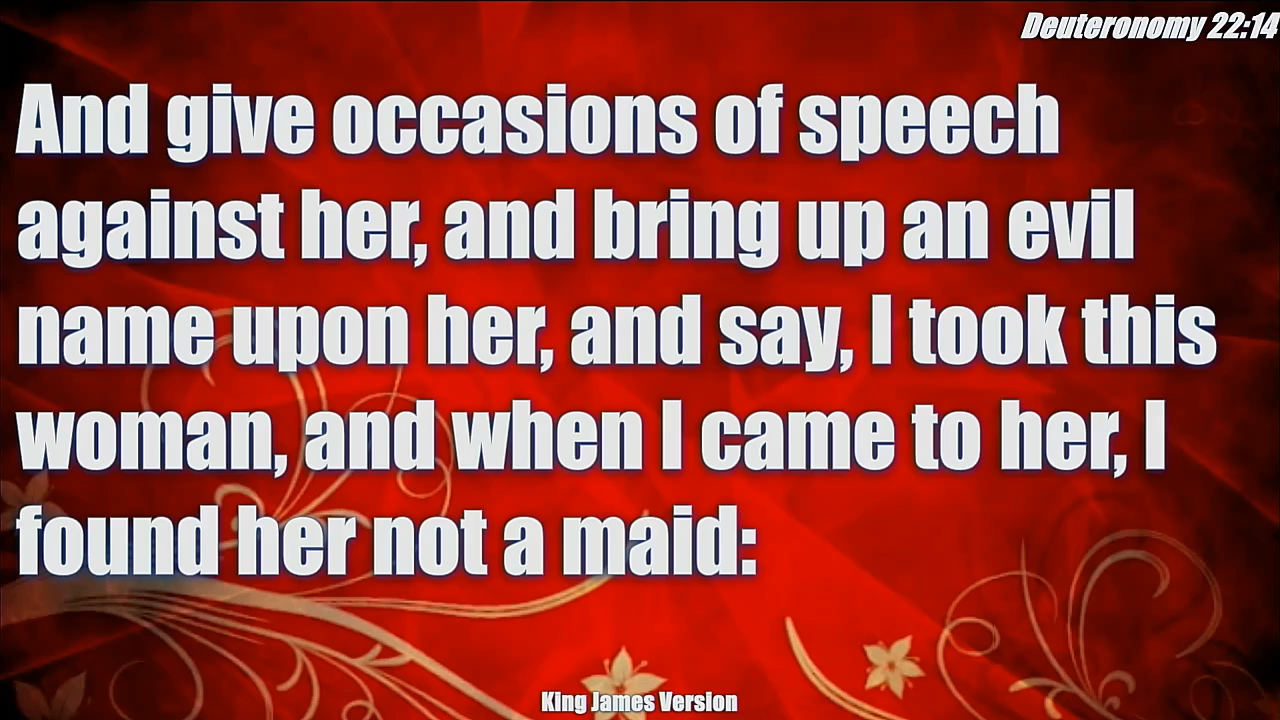 Deuteronomy 22:14
And give occasions of speech
against her, and bring up an evil
name upon her, and say, I took this
woman, and when I came to her, I
found her not a maid:
King James Version